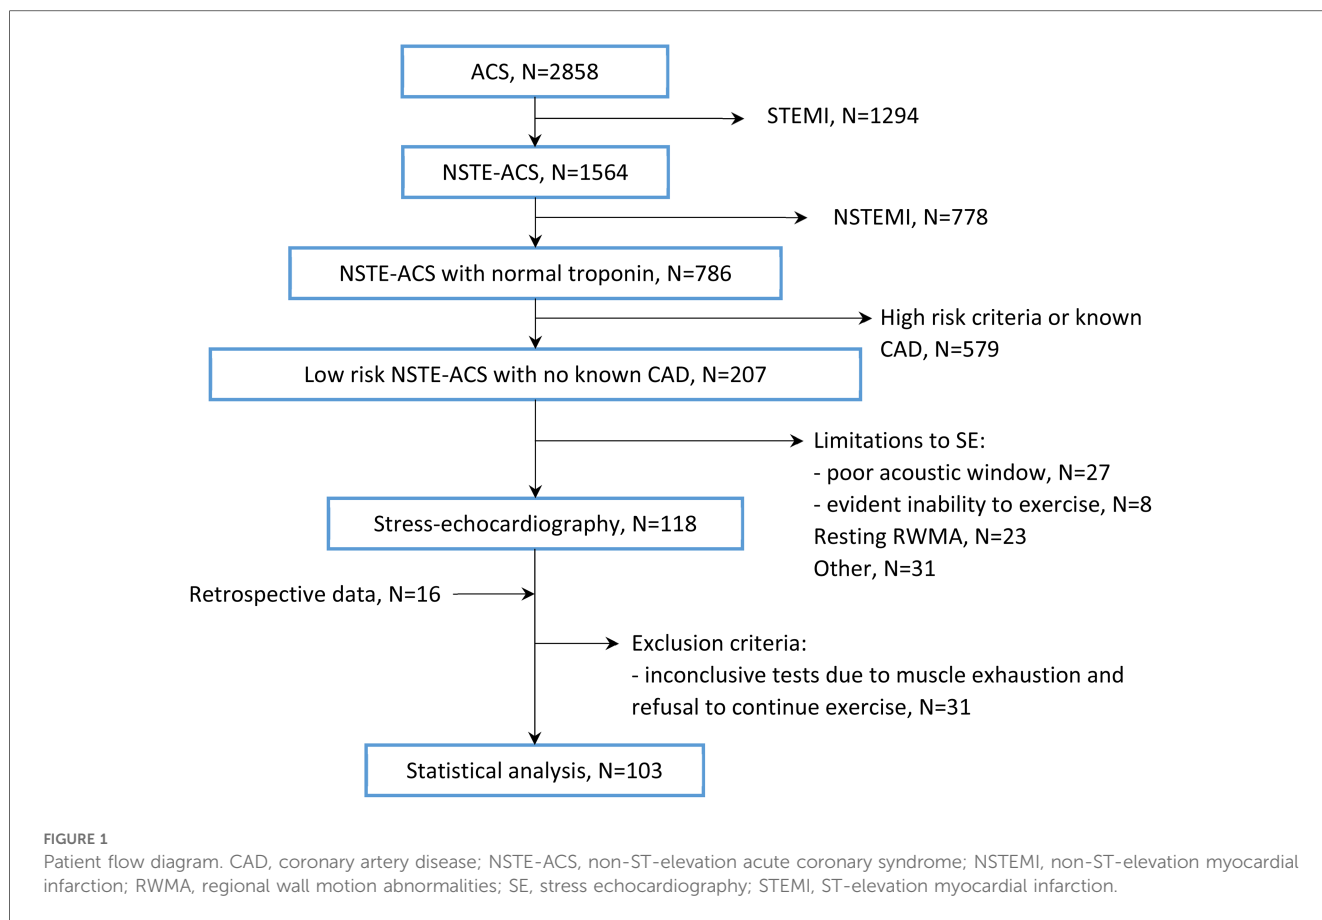 ACS, N=2858
STEMI, N=1294
NSTE-ACS, N=1564
NSTEMI, N=778
NSTE-ACS with normal troponin, N=786
High risk criteria or known
CAD, N=579
Low risk NSTE-ACS with no known CAD, N=207
Limitations to SE:
- poor acoustic window, N=27
- evident inability to exercise, N=8
Resting RWMA, N=23
Other, N=31
Stress-echocardiography, N=118
Retrospective data, N=16
Exclusion criteria:
- inconclusive tests due to muscle exhaustion and
refusal to continue exercise, N=31
Statistical analysis, N=103
FIGURE 1
Patient flow diagram. CAD, coronary artery disease; NSTE-ACS, non-ST-elevation acute coronary syndrome; NSTEMI, non-ST-elevation myocardial
infarction; RWMA, regional wall motion abnormalities; SE, stress echocardiography; STEMI, ST-elevation myocardial infarction.